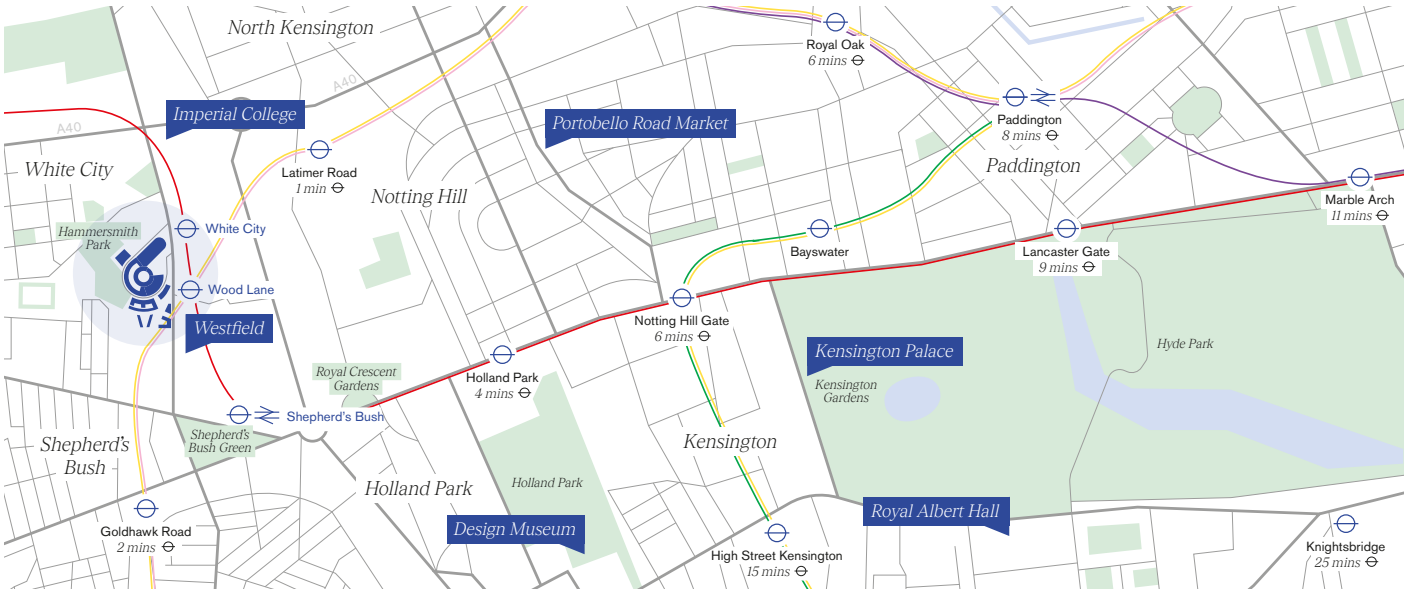 North Kensington
A40
Royal Oak
6 mins
Imperial College
Portobello Road Market
Paddington
8 mins
Paddington
A40
White City
Latimer Road
1 min
Notting Hill
Marble Arch
11 mins
Hammersmith
Park
White City
Bayswater
Lancaster Gate
9 mins
Wood Lane
Westfield
Notting Hill Gate
6 mins
Kensington Palace
Hyde Park
Royal Crescent
Gardens
Holland Park
4 mins
Kensington
Gardens
Shepherd's Bush
Shepherd's
Bush Green
Shepherd's
Bush
Kensington
Holland Park
Holland Park
Design Museum
Royal Albert Hall
Goldhawk Road
2 mins
High Street Kensington
15 mins
Knightsbridge
25 mins